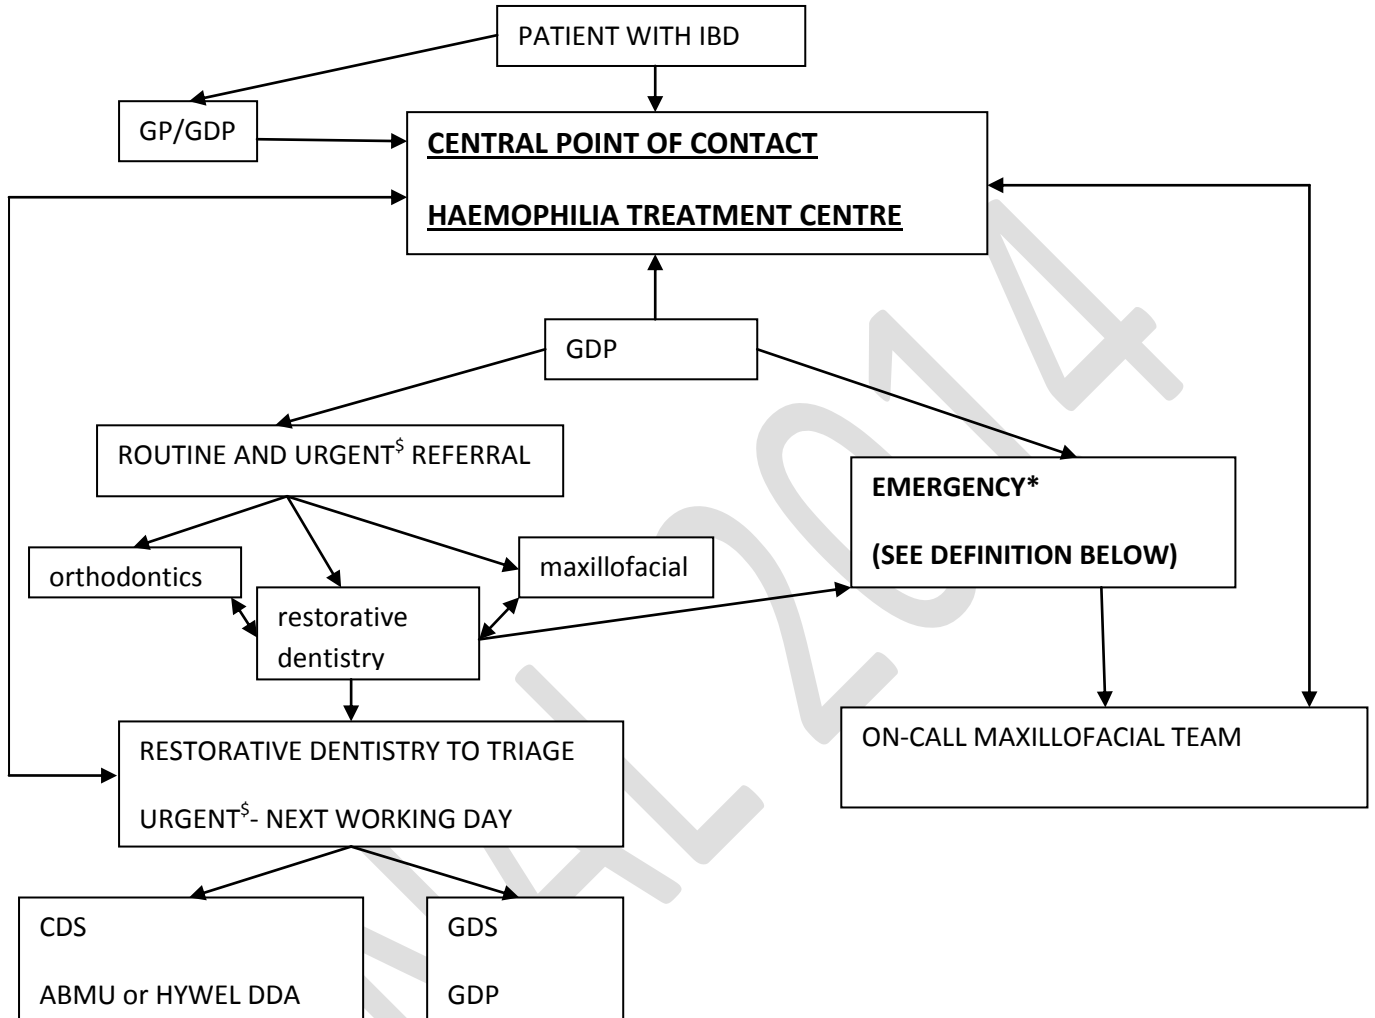 PATIENT WITH IBD
GP/GDP
CENTRAL POINT OF CONTACT
HAEMOPHILIA TREATMENT CENTRE
GDP
ROUTINE AND URGENT$ REFERRAL
EMERGENCY*
(SEE DEFINITION BELOW)
orthodontics
maxillofacial
restorative
dentistry
RESTORATIVE DENTISTRY TO TRIAGE
URGENT$- NEXT WORKING DAY
ON-CALL MAXILLOFACIAL TEAM
CDS
ABMU or HYWEL DDA
GDS
GDP
2014